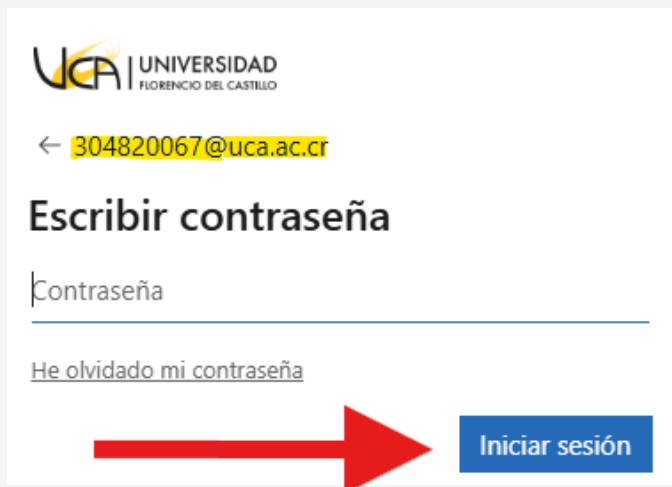 UCA UNIVERSIDAD
FLORENCIO DEL CASTILLO
← 304820067@uca.ac.cr
Escribir contraseña
Contraseña
He olvidado mi contraseña
Iniciar sesión